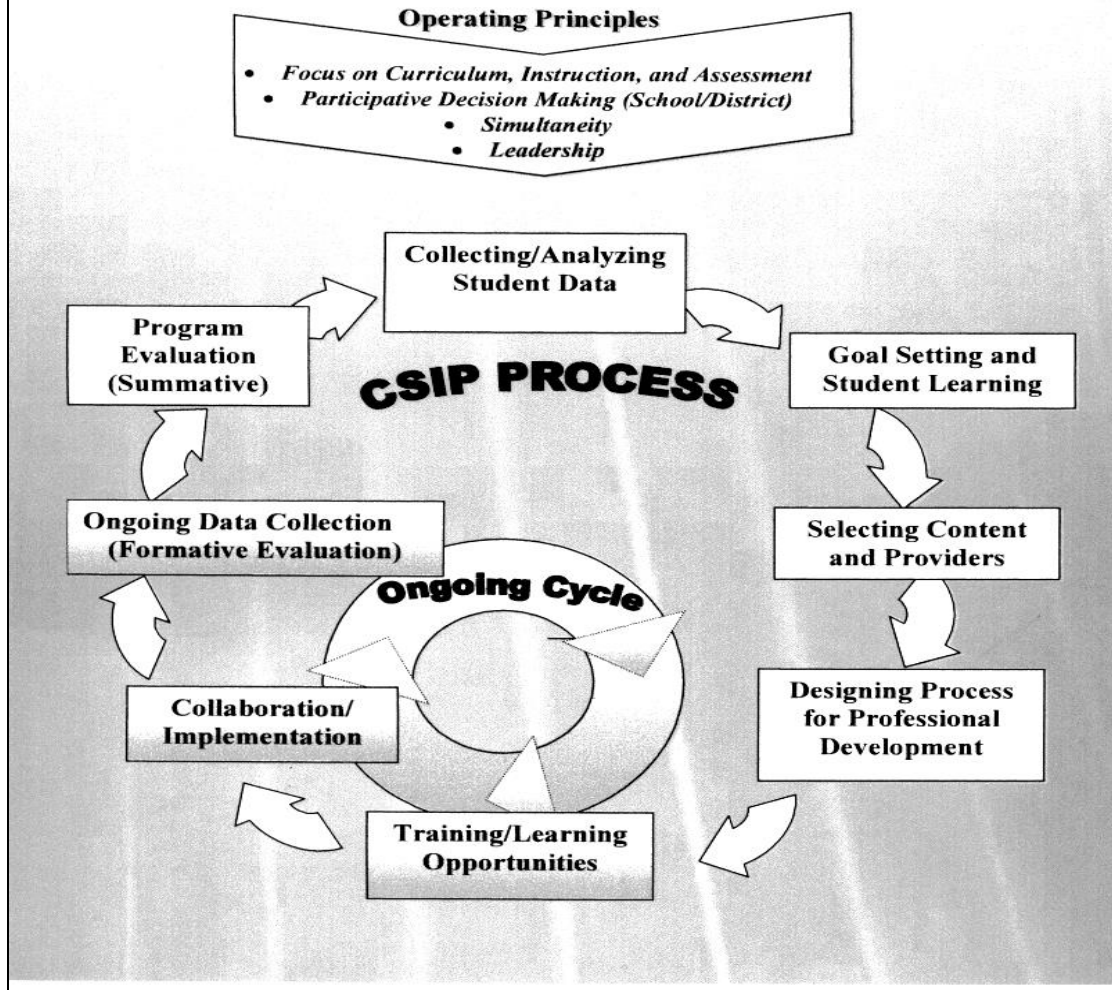 Operating Principles
• Focus on Curriculum, Instruction, and Assessment
• Participative Decision Making (School/District)
• Simultaneity
• Leadership
Collecting/Analyzing
Student Data
Program
Evaluation
(Summative)
CSIP PROCESS
Goal Setting and
Student Learning
Ongoing Data Collection
(Formative Evaluation)
Selecting Content
and Providers
Ongoing Cycle
Collaboration/
Implementation
Designing Process
for Professional
Development
Training/Learning
Opportunities